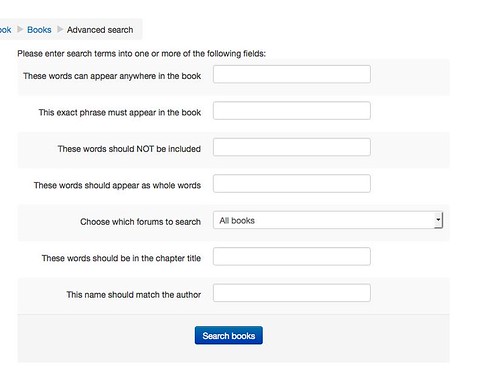 ook Books Advanced search
Please enter search terms into one or more of the following fields:
These words can appear anywhere in the book
This exact phrase must appear in the book
These words should NOT be included
These words should appear as whole words
Choose which forums to search All books
These words should be in the chapter title
This name should match the author
Search books